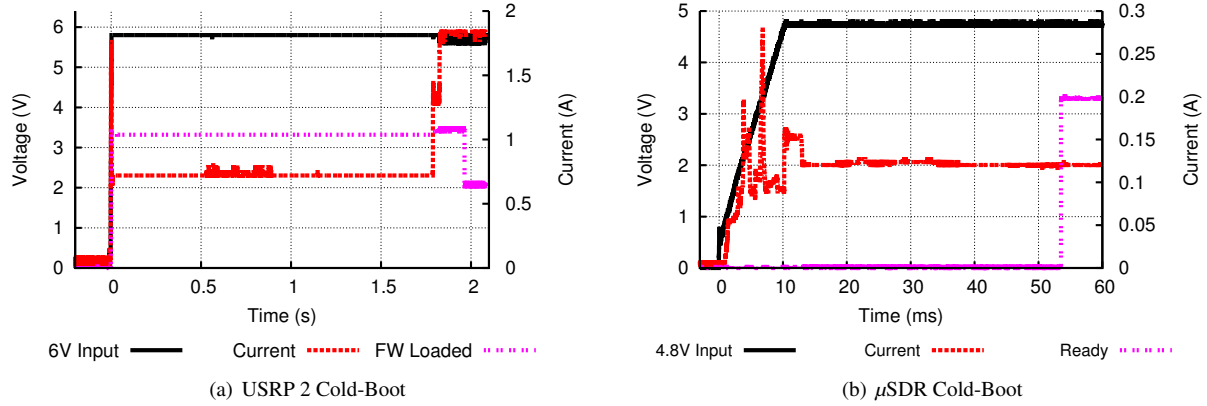 Voltage (V)
0
1
2
3
4
5
6
0
0.5
1
1.5
2
Current (A)
0
0.5
1
1.5
2
Time (s)
6V Input
Current
FW Loaded
(a) USRP 2 Cold-Boot
Voltage (V)
0
1
2
3
4
5
0
0.05
0.1
0.15
0.2
0.25
0.3
Current (A)
0
10
20
30
40
50
60
Time (ms)
4.8V Input
Current
Ready
(b) μSDR Cold-Boot